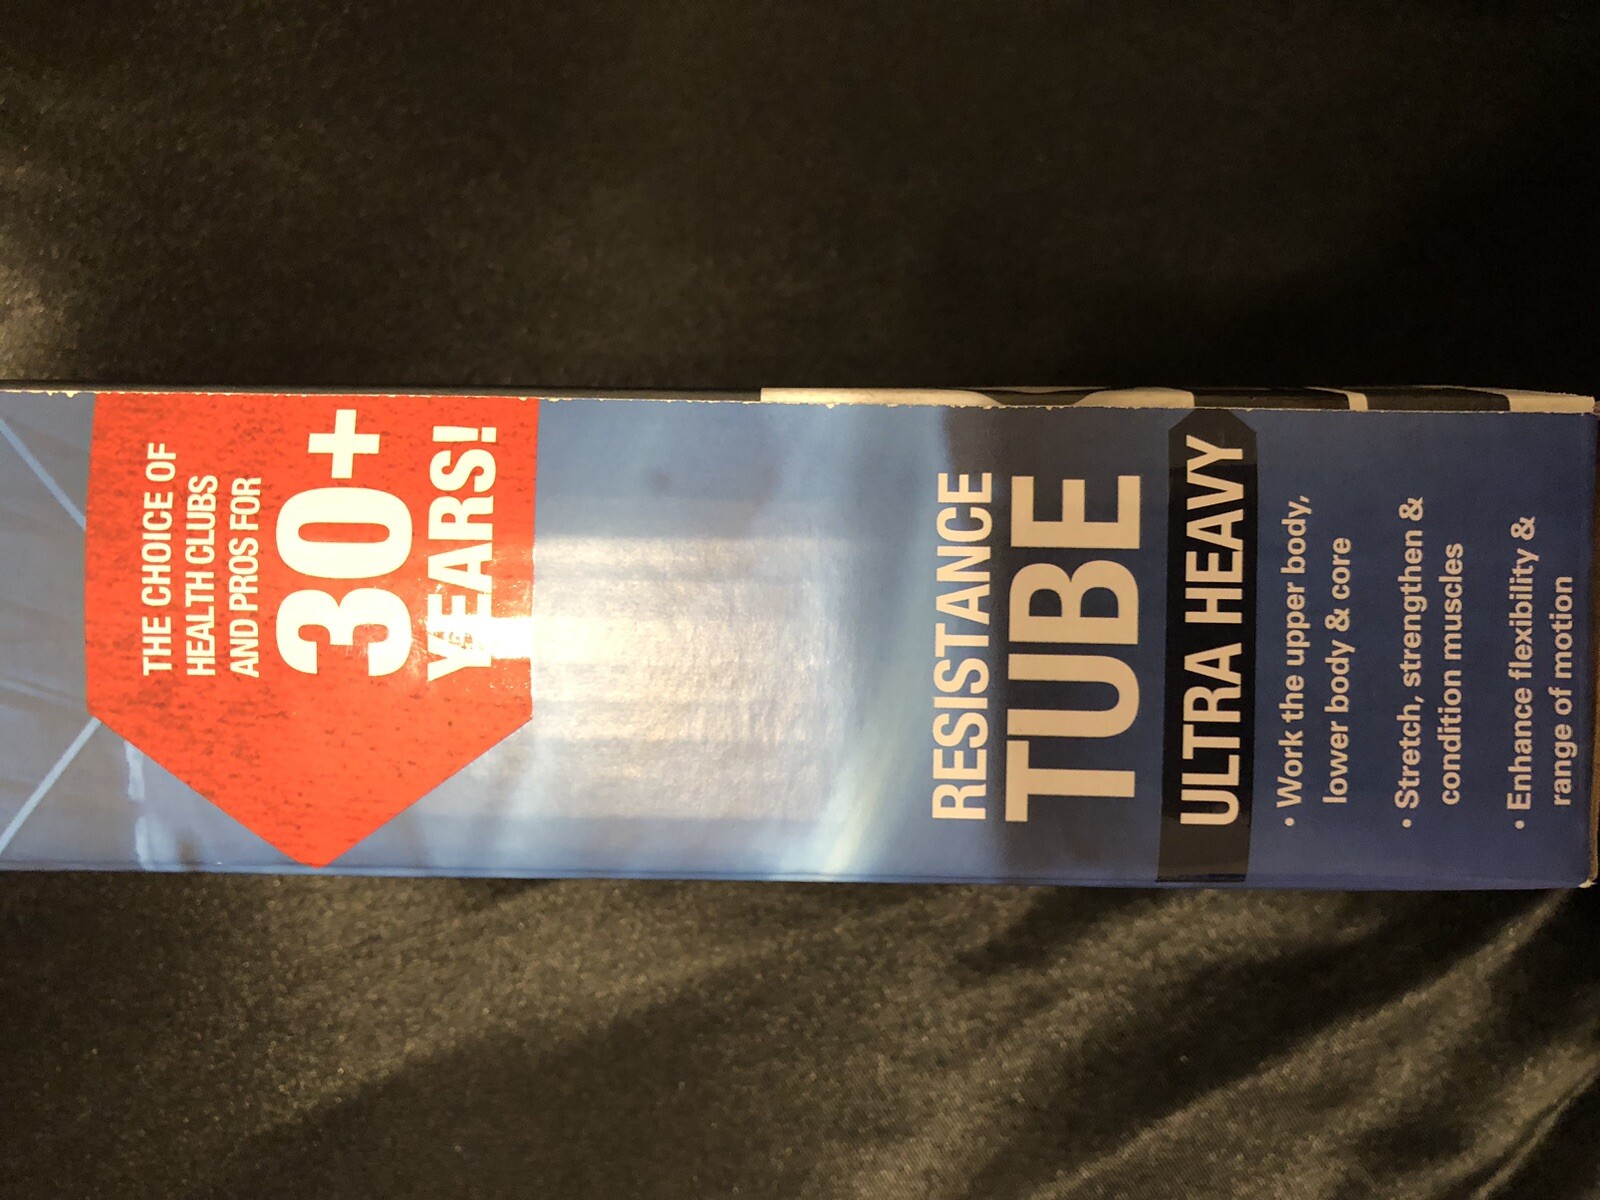 THE CHOICE OF
HEALTH CLUBS
AND PROS FOR
30+
YEARS!
RESISTANCE
TUBE
ULTRA HEAVY
• Work the upper body,
lower body & core
• Stretch, strengthen &
condition muscles
• Enhance flexibility &
range of motion